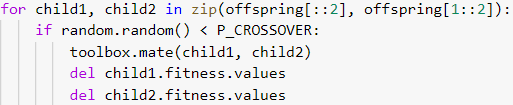 for child1, child2 in zip(offspring[::2], offspring[1::2]):
    if random.random() < P_CROSSOVER:
        toolbox.mate(child1, child2)
        del child1.fitness.values
        del child2.fitness.values